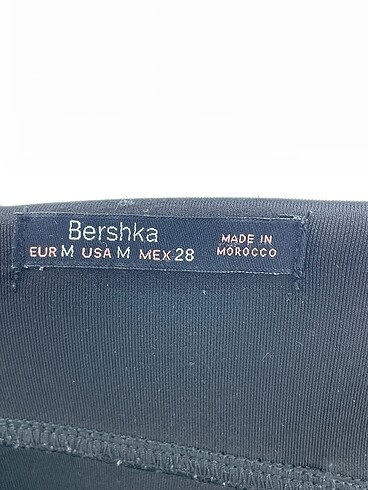 Bershka
EUR M USA M MEX 28
MADE IN
MOROCCO